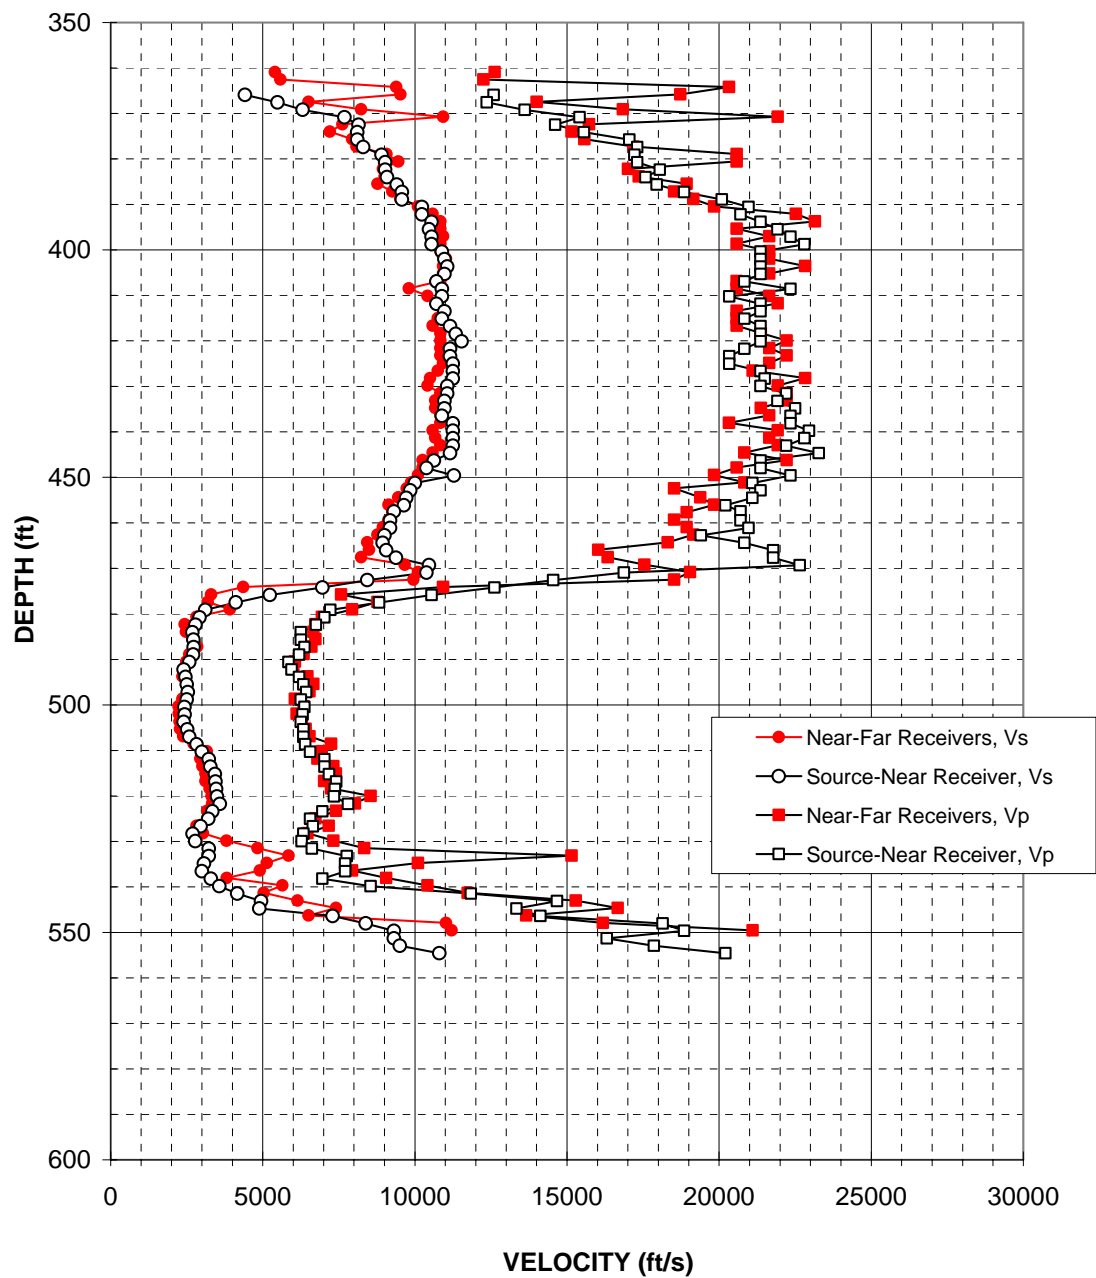 350
400
450
500
550
600
DEPTH (ft)
Near-Far Receivers, Vs
Source-Near Receiver, Vs
Near-Far Receivers, Vp
Source-Near Receiver, Vp
0 5000 10000 15000 20000 25000 30000
VELOCITY (ft/s)